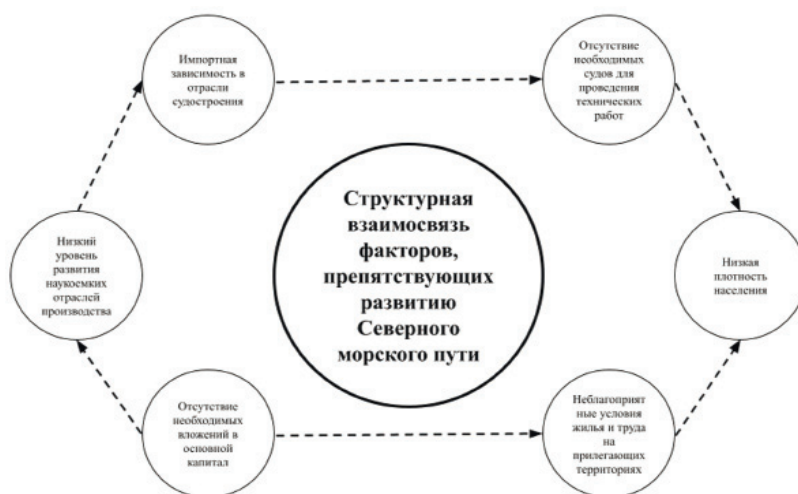 Импортная
зависимость в
отрасли
судостроения
Отсутствие
необходимых
судов для
проведения
технических
работ
Структурная
взаимосвязь
факторов,
препятствующих
развитию
Северного
морского пути
Низкий
уровень
развития
наукоемких
отраслей
производства
Низкая
плотность
населения
Отсутствие
необходимых
вложений в
основной
капитал
Неблагоприят
ные условия
жилья и труда
на
прилегающих
территориях